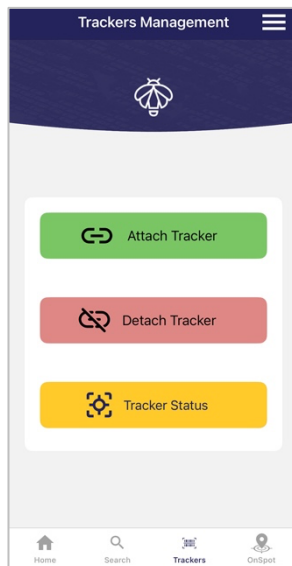 Trackers Management
Attach Tracker
Detach Tracker
Tracker Status
Home Search Trackers OnSpot